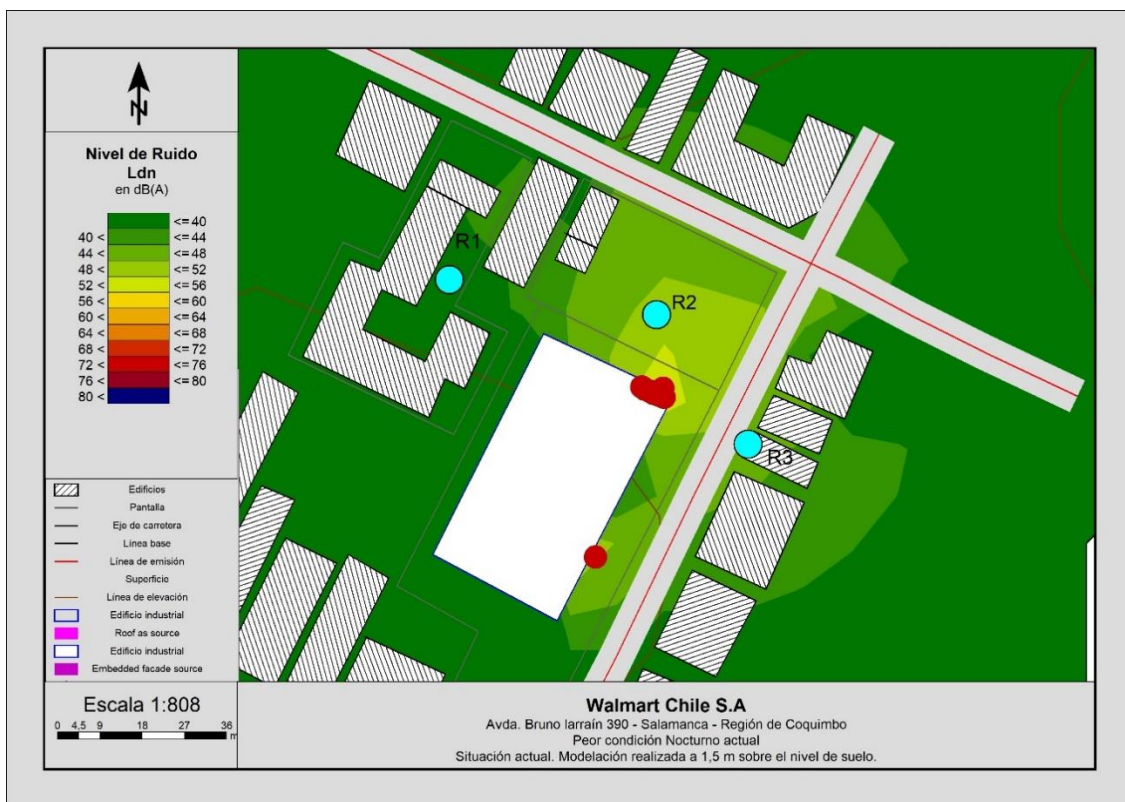 N
Nivel de Ruido
Ldn
en dB(A)
<= 40
40 < <= 44
44 < <= 48
48 < <= 52
52 < <= 56
56 < <= 60
60 < <= 64
64 < <= 68
68 < <= 72
72 < <= 76
76 < <= 80
80 <
Edificios
Pantalla
Eje de carretera
Línea base
Línea de emisión
Superficie
Línea de elevación
Edificio industrial
Roof as source
Edificio industrial
Embedded facade source
R1
R2
R3
Escala 1:808
0 4.5 9 18 27 36
m
Walmart Chile S.A
Avda. Bruno Iarraín 390 - Salamanca - Región de Coquimbo
Peor condición Nocturno actual
Situación actual. Modelación realizada a 1,5 m sobre el nivel de suelo.